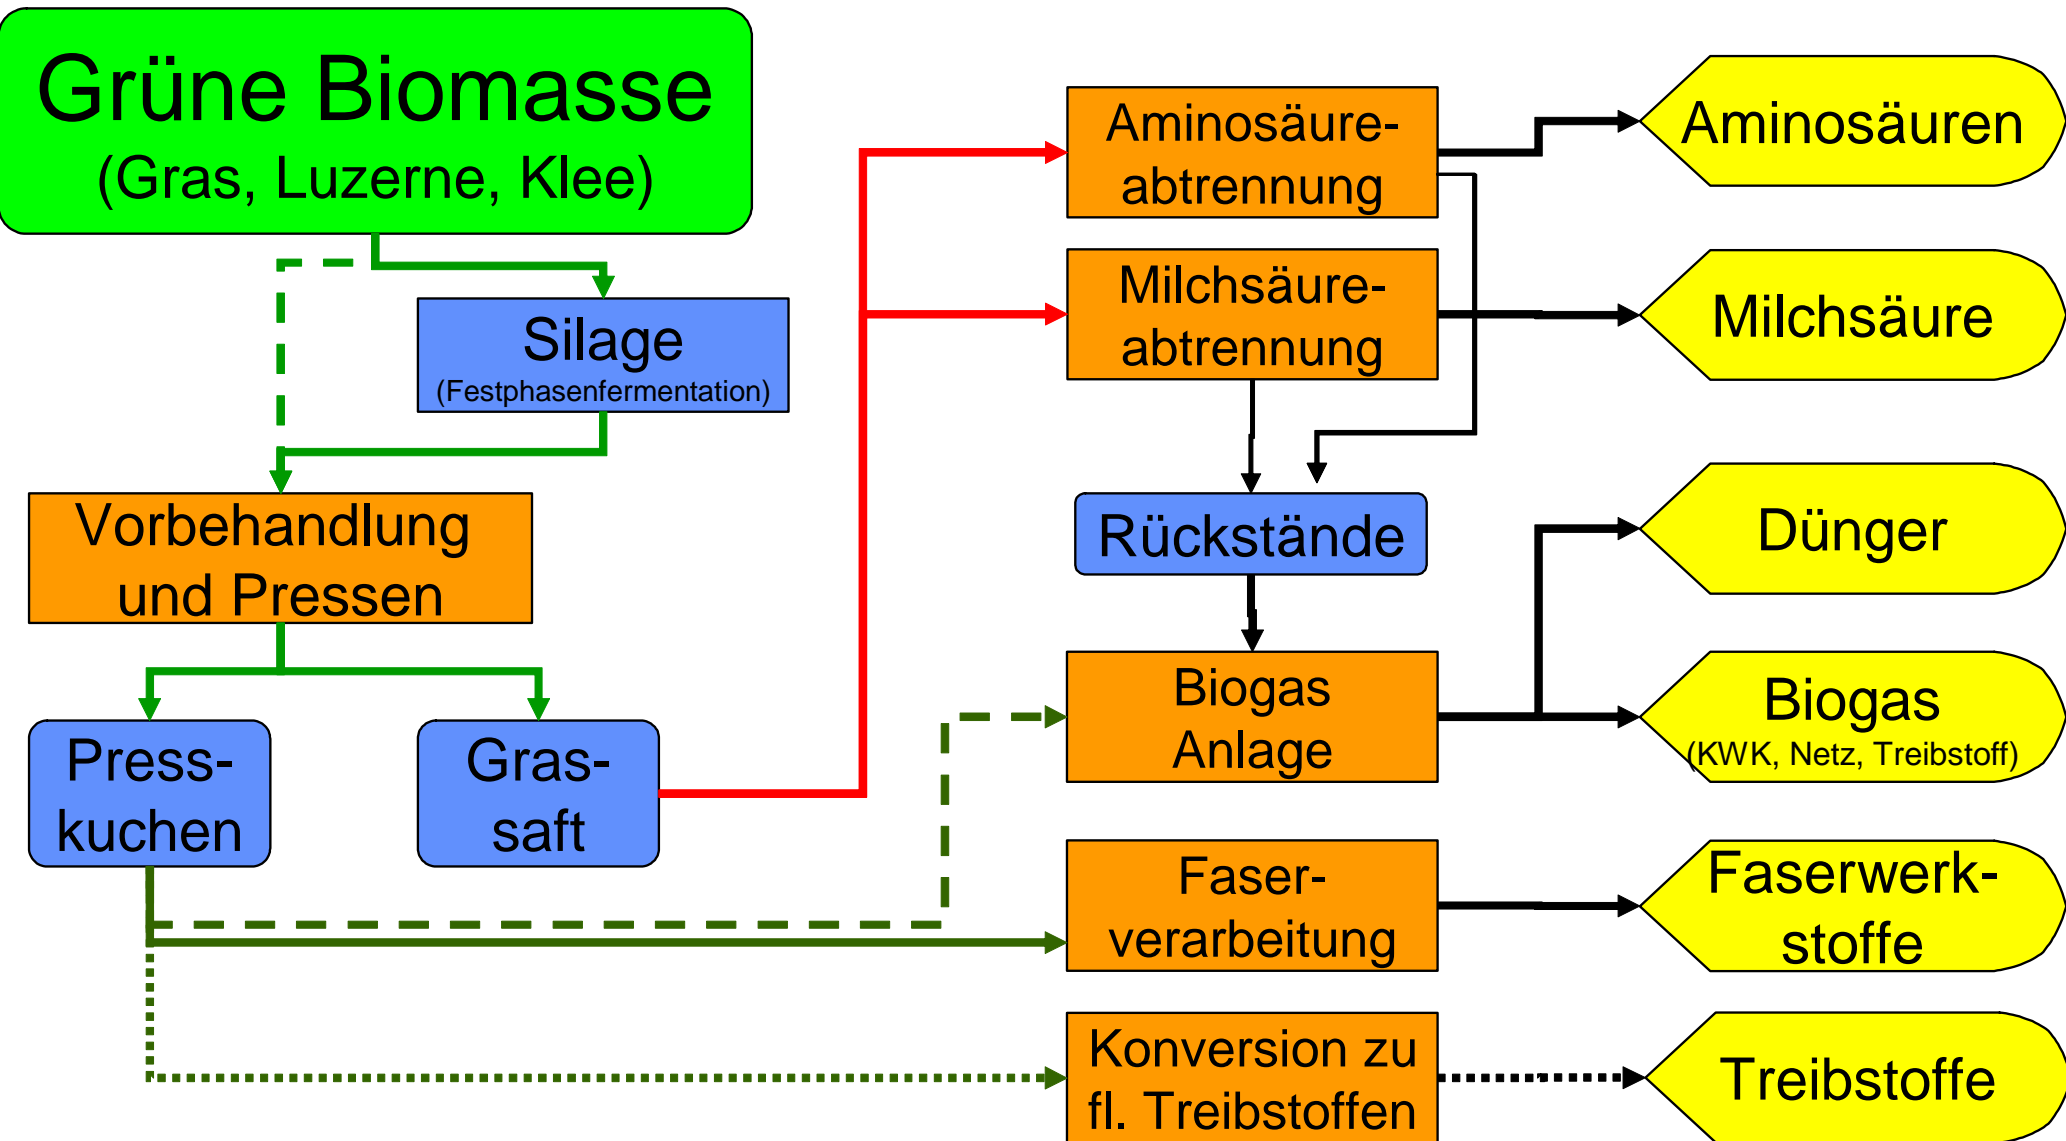 Grüne Biomasse
(Gras, Luzerne, Klee)
Silage
(Festphasenfermentation)
Vorbehandlung
und Pressen
Press-
kuchen
Gras-
saft
Aminosäure-
abtrennung
Milchsäure-
abtrennung
Rückstände
Biogas
Anlage
Faser-
verarbeitung
Konversion zu
fl. Treibstoffen
Aminosäuren
Milchsäure
Dünger
Biogas
(KWK, Netz, Treibstoff)
Faserwerk-
stoffe
Treibstoffe